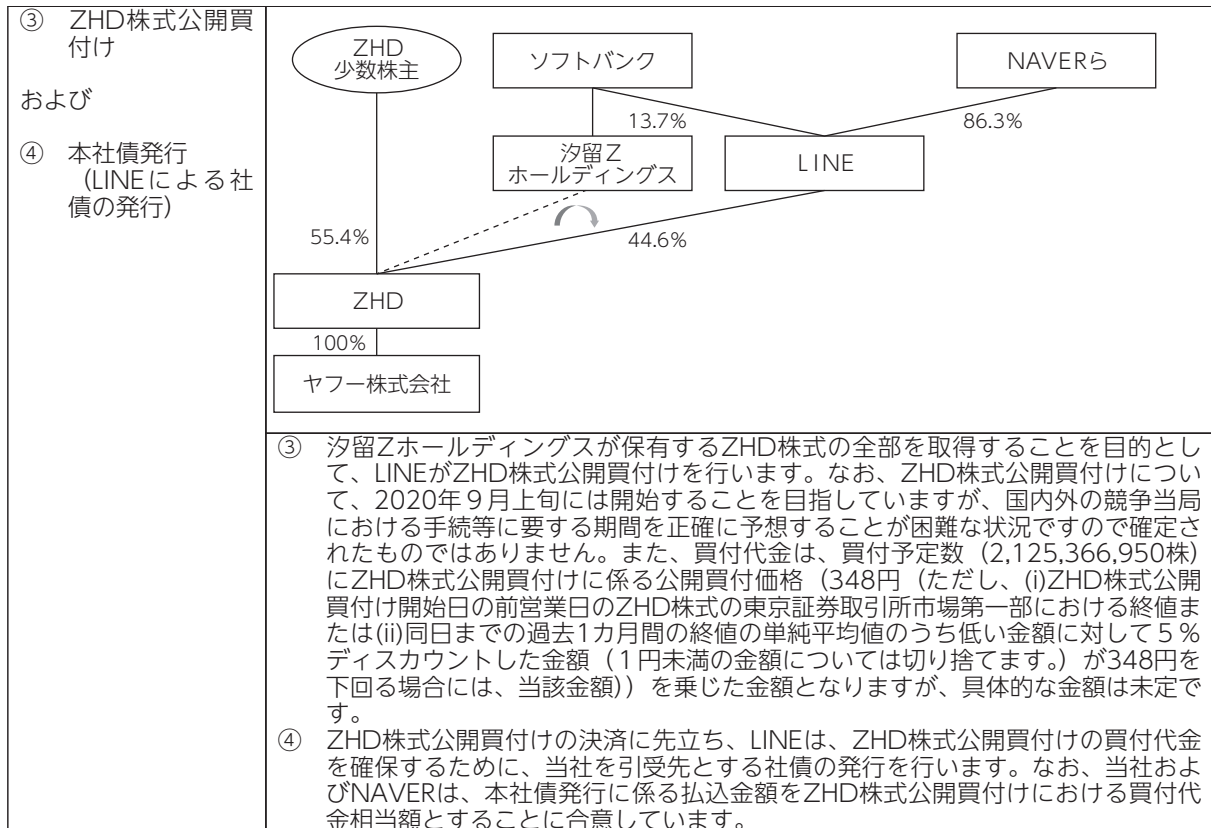 ③ ZHD株式公開買
付け
および
④ 本社債発行
(LINEによる社
債の発行)
ZHD
少数株主
ソフトバンク
NAVERら
13.7%
86.3%
汐留Z
ホールディングス
LINE
55.4%
44.6%
ZHD
100%
ヤフー株式会社
③ 汐留Zホールディングスが保有するZHD株式の全部を取得することを目的とし
て、LINEがZHD株式公開買付けを行います。なお、ZHD株式公開買付けについ
て、2020年9月上旬には開始することを目指していますが、国内外の競争当局
における手続等に要する期間を正確に予想することが困難な状況ですので確定さ
れたものではありません。また、買付代金は、買付予定数(2,125,366,950株)
にZHD株式公開買付けに係る公開買付価格(348円(ただし、(i)ZHD株式公開
買付け開始日の前営業日のZHD株式の東京証券取引所市場第一部における終値ま
たは(ii)同日までの過去1カ月間の終値の単純平均値のうち低い金額に対して5%
ディスカウントした金額(1円未満の金額については切り捨てます。)が348円を
下回る場合には、当該金額))を乗じた金額となりますが、具体的な金額は未定で
す。
④ ZHD株式公開買付けの決済に先立ち、LINEは、ZHD株式公開買付けの買付代金
を確保するために、当社を引受先とする社債の発行を行います。なお、当社およ
びNAVERは、本社債発行に係る払込金額をZHD株式公開買付けにおける買付代
金相当額とすることに合意しています。